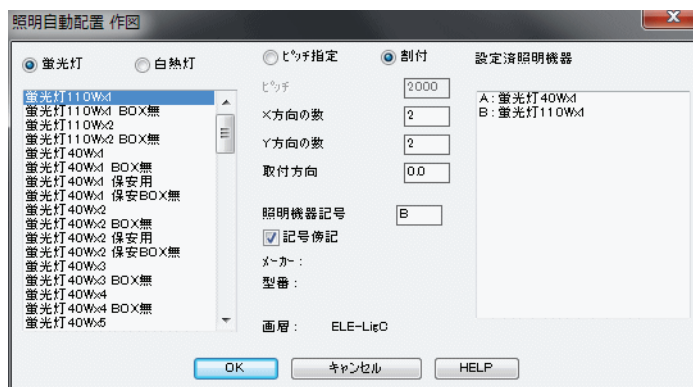 照明自動配置 作図
蛍光灯
白熱灯
蛍光灯110Wx1
蛍光灯110Wx1 BOX無
蛍光灯110Wx2
蛍光灯110Wx2 BOX無
蛍光灯40Wx1
蛍光灯40Wx1 BOX無
蛍光灯40Wx1 保安用
蛍光灯40Wx1 保安BOX無
蛍光灯40Wx2
蛍光灯40Wx2 BOX無
蛍光灯40Wx2 保安用
蛍光灯40Wx2 保安BOX無
蛍光灯40Wx3
蛍光灯40Wx3 BOX無
蛍光灯40Wx4
蛍光灯40Wx4 BOX無
蛍光灯40Wx5
ピッチ指定
割付
ピッチ 2000
X方向の数 2
Y方向の数 2
取付方向 0.0
照明機器記号 B
記号傍記
メーカー :
型番 :
画層 : ELE-LigC
設定済照明機器
A : 蛍光灯40Wx1
B : 蛍光灯110Wx1
OK キャンセル HELP